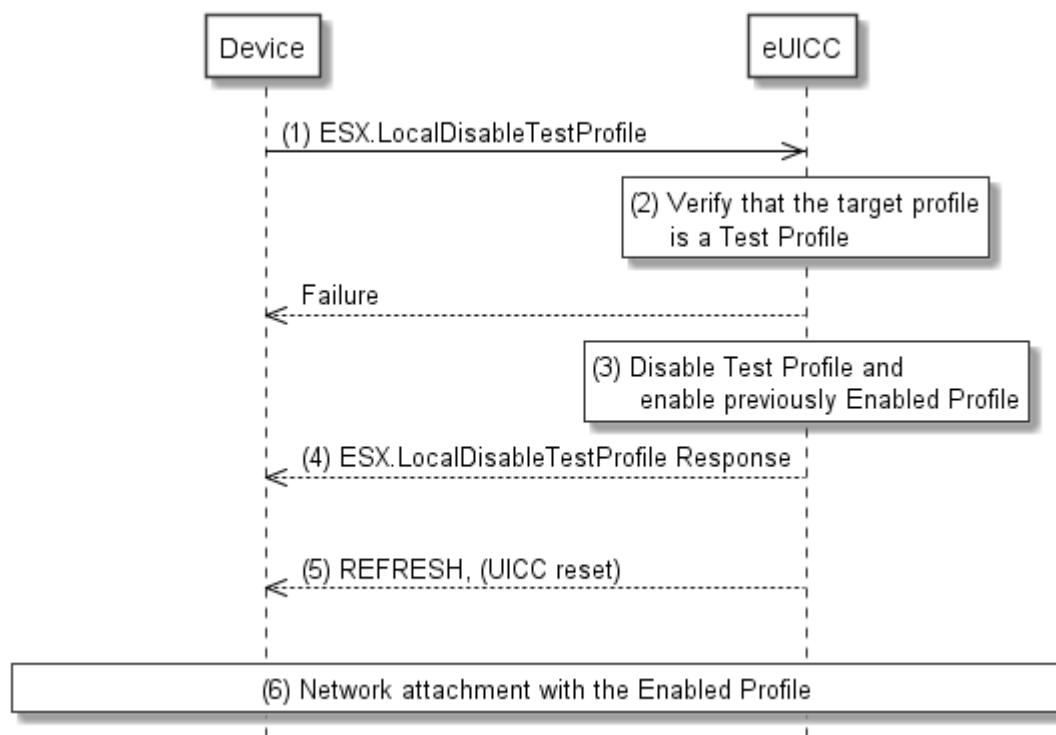 Device
eUICC
(1) ESX.LocalDisableTestProfile
(2) Verify that the target profile
is a Test Profile
Failure
(3) Disable Test Profile and
enable previously Enabled Profile
(4) ESX.LocalDisableTestProfile Response
(5) REFRESH, (UICC reset)
(6) Network attachment with the Enabled Profile